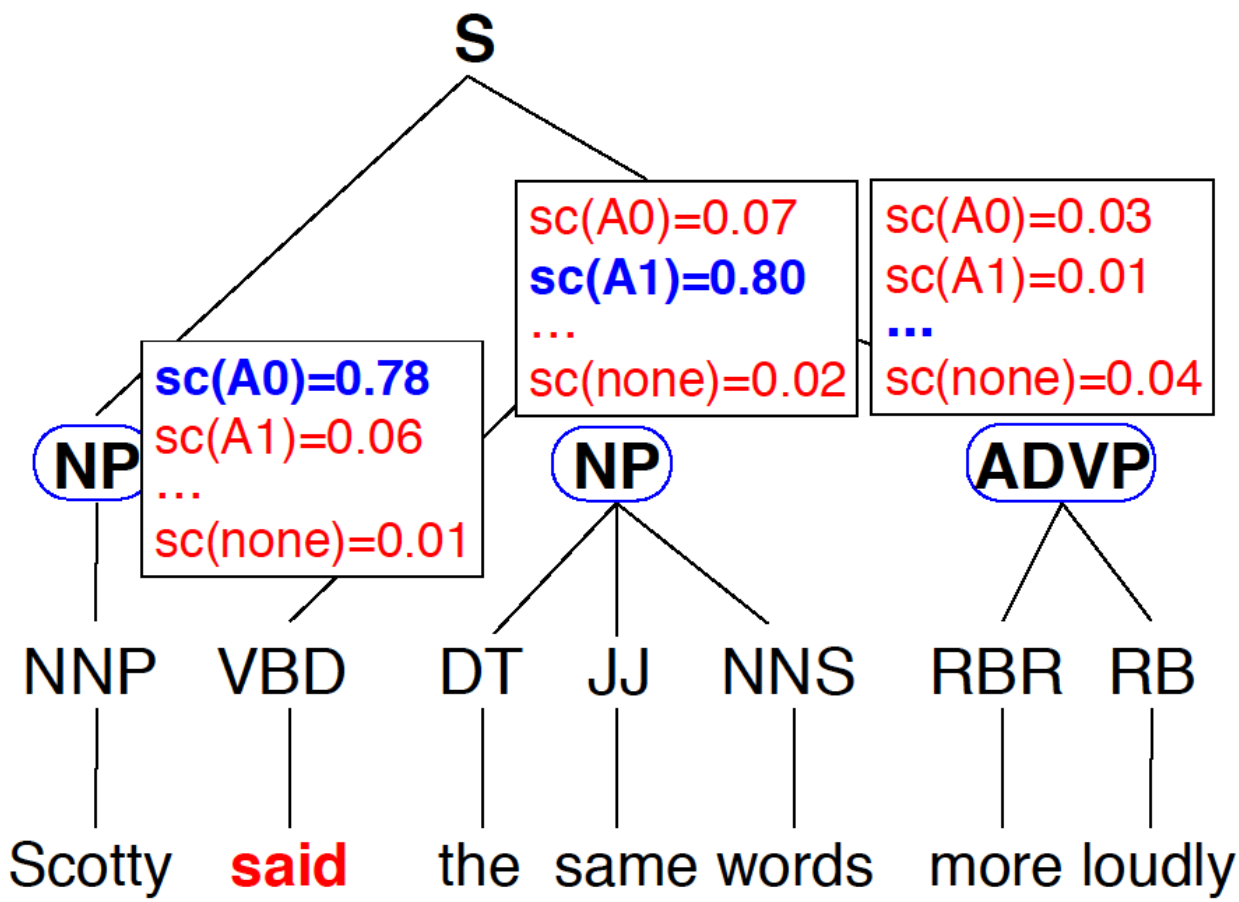 S
sc(A0)=0.07
sc(A1)=0.80
...
sc(none)=0.02
sc(A0)=0.03
sc(A1)=0.01
...
sc(none)=0.04
sc(A0)=0.78
sc(A1)=0.06
...
sc(none)=0.01
NP NP ADVP
NNP VBD DT JJ NNS RBR RB
Scotty said the same words more loudly